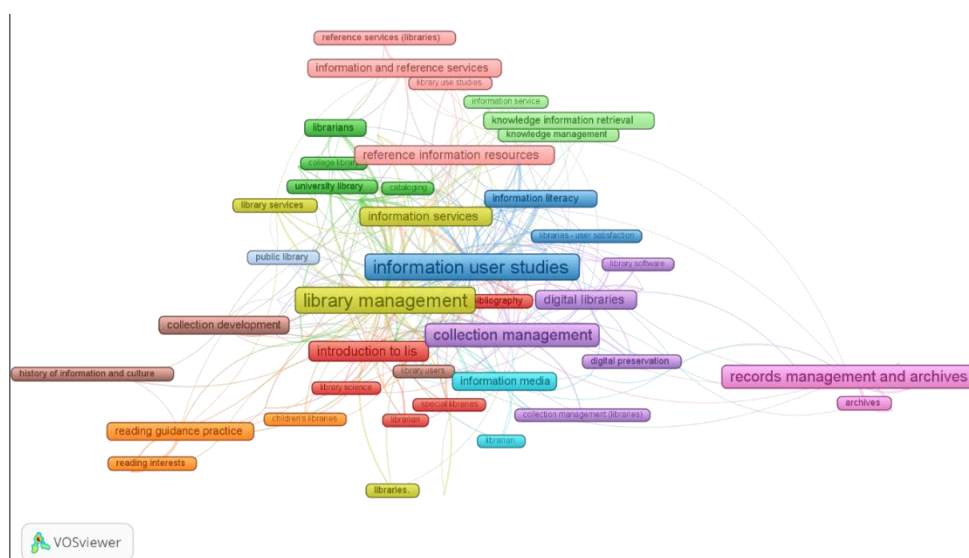 reference services (libraries)
information and reference services
library use studies
information service
knowledge information retrieval
librarians
knowledge management
reference information resources
college library
university library
cataloging
information literacy
library services
information services
libraries - user satisfaction
public library
library software
information user studies
library management
bibliography
digital libraries
collection development
collection management
introduction to lis
digital preservation
history of information and culture
library users
information media
records management and archives
library science
special libraries
archives
children's libraries
librarian
collection management (libraries)
reading guidance practice
librarian
reading interests
libraries.
VOSviewer